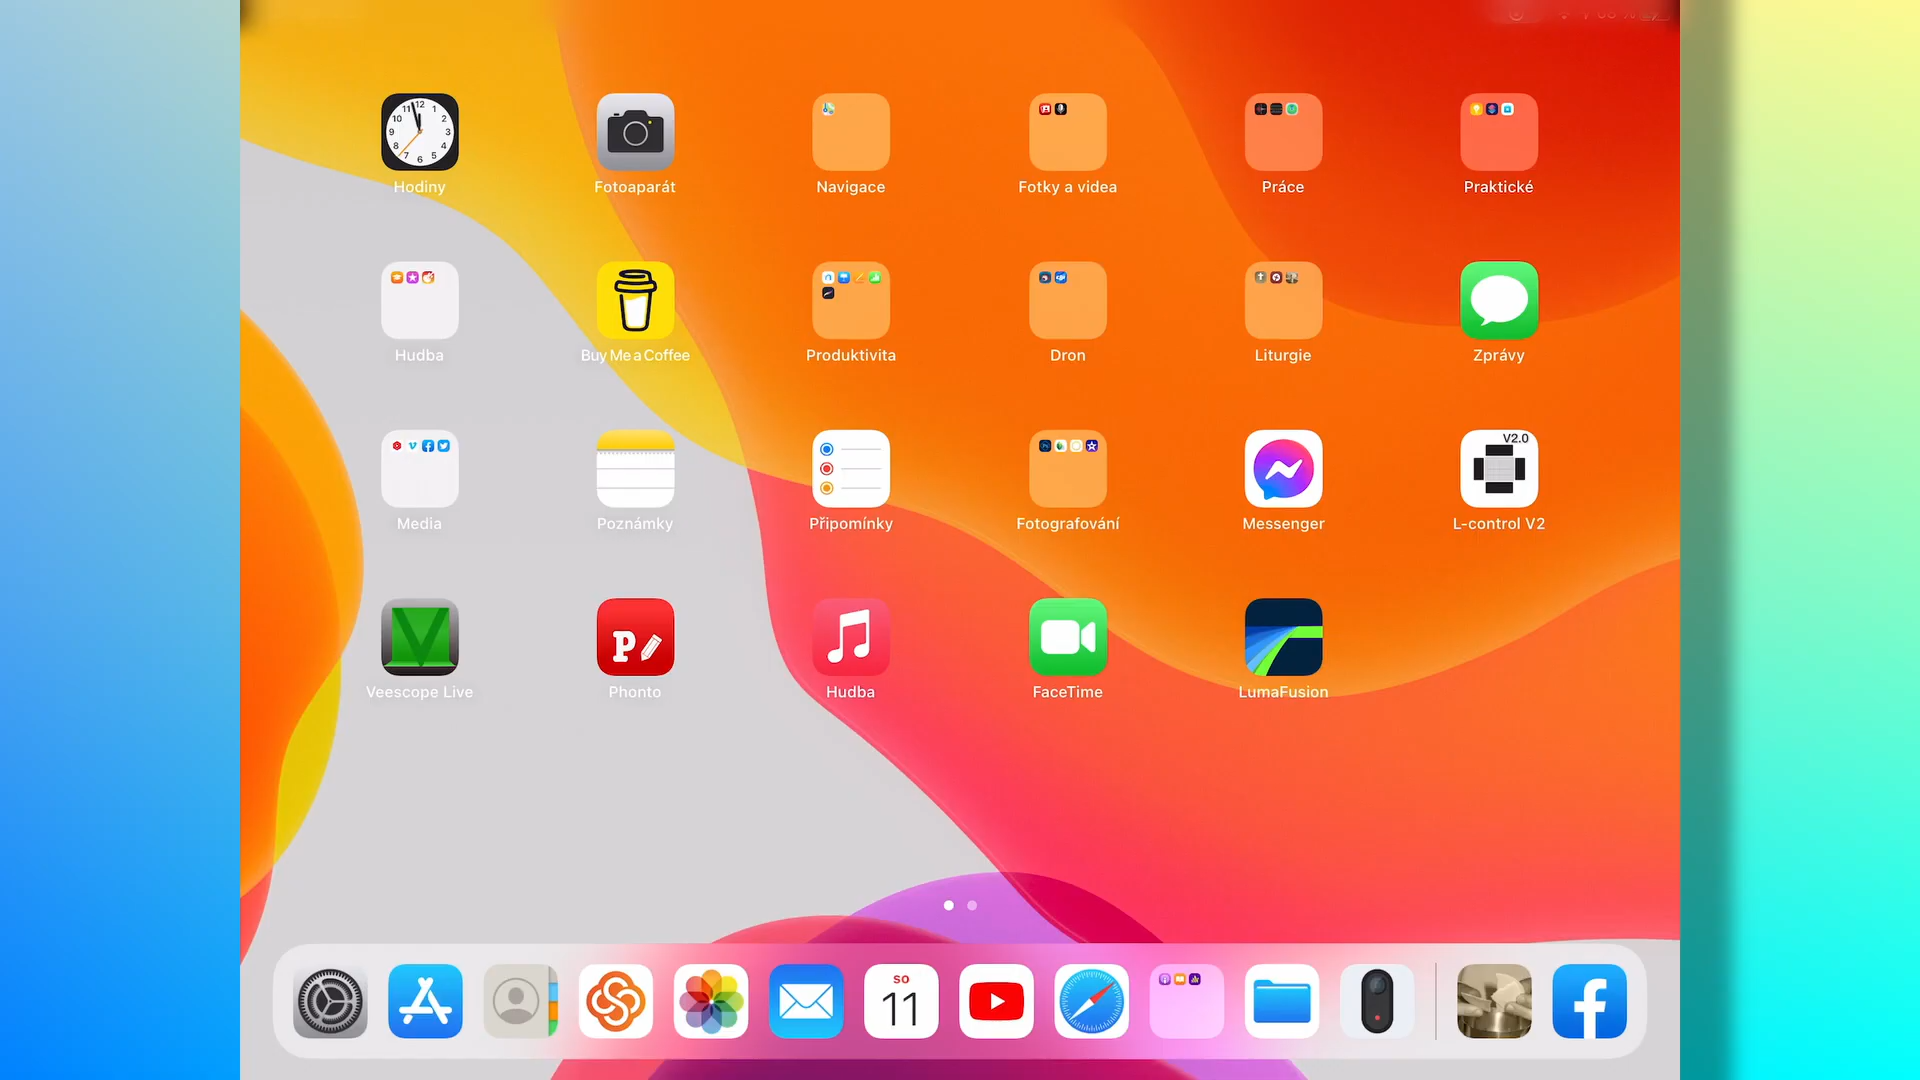 Hodiny
Fotoaparát
Navigace
Fotky a videa
Práce
Praktické
Hudba
Buy Me a Coffee
Produktivita
Dron
Liturgie
Zprávy
Media
Poznámky
Připomínky
Fotografování
Messenger
V2.0
L-control V2
Veescope Live
P
Phonto
Hudba
FaceTime
LumaFusion
SO
11